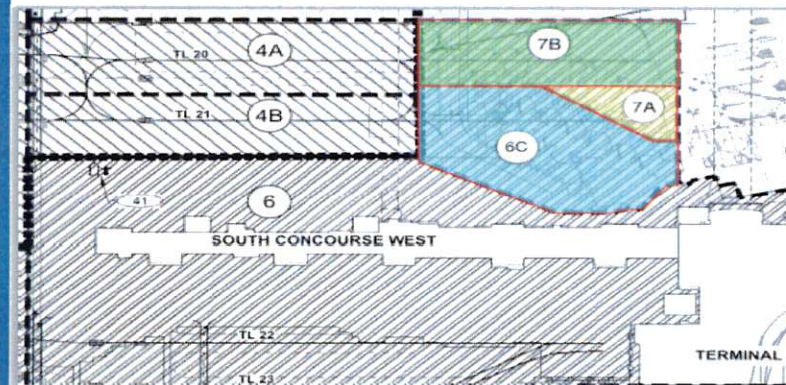 7B
4A
TL 20
7A
4B
TL 21
6C
41
6
SOUTH CONCOURSE WEST
TL 22
TERMINAL
TL 23